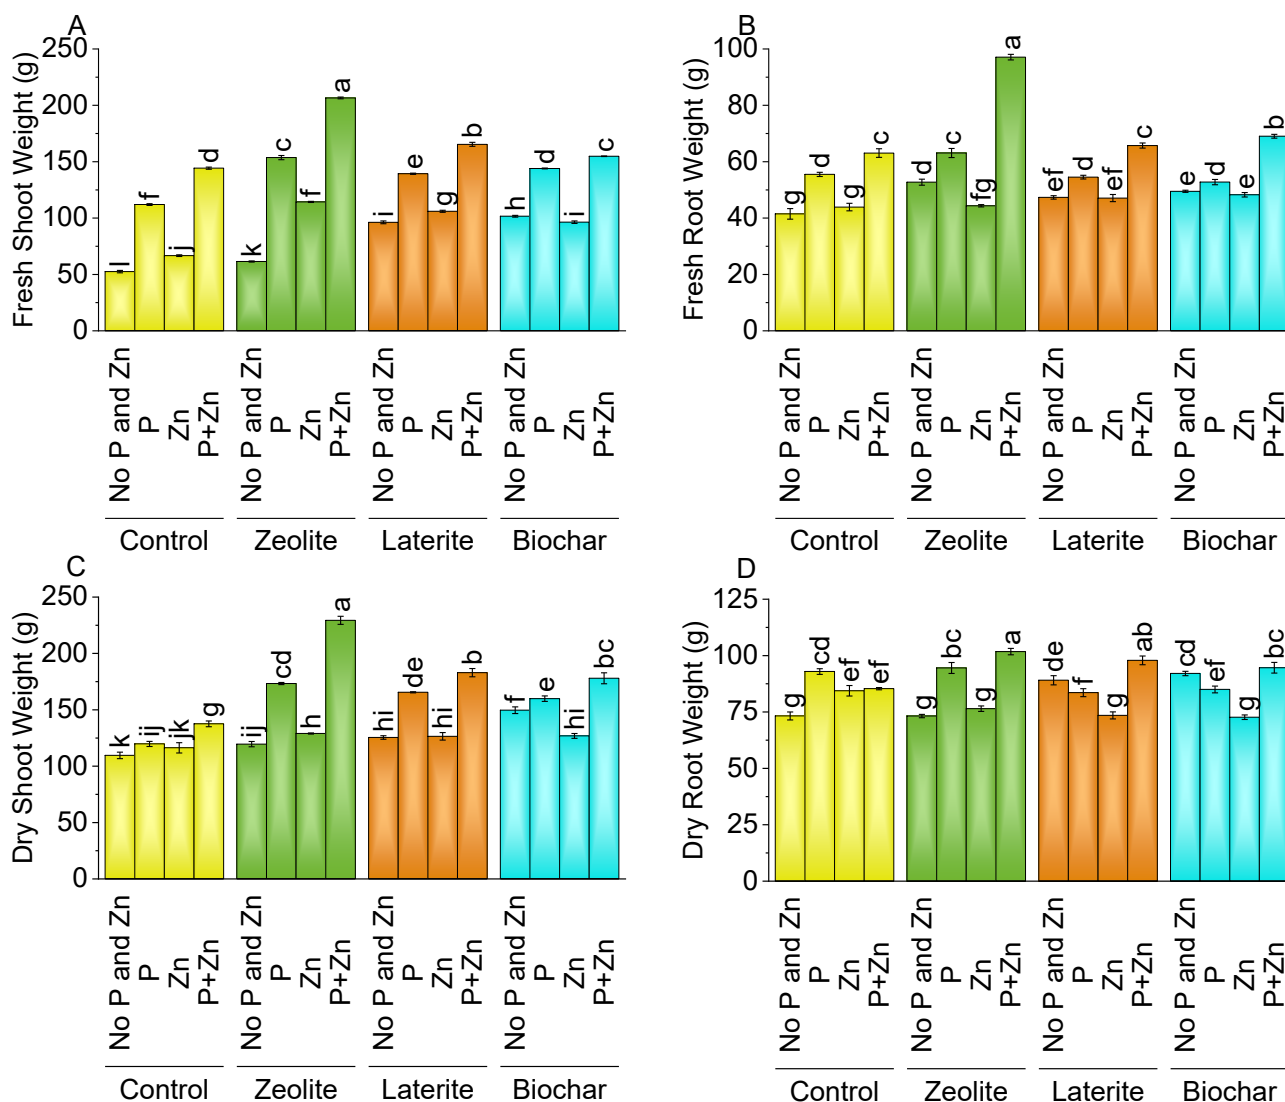 A
Fresh Shoot Weight (g)
250
200
150
100
50
0
l
f
j
d
k
c
f
a
i
e
g
b
h
d
i
c
No P and Zn
P
Zn
P+Zn
No P and Zn
P
Zn
P+Zn
No P and Zn
P
Zn
P+Zn
No P and Zn
P
Zn
P+Zn
Control
Zeolite
Laterite
Biochar
B
Fresh Root Weight (g)
100
80
60
40
20
0
g
d
g
c
d
c
fg
a
ef
d
ef
c
e
d
e
b
No P and Zn
P
Zn
P+Zn
No P and Zn
P
Zn
P+Zn
No P and Zn
P
Zn
P+Zn
No P and Zn
P
Zn
P+Zn
Control
Zeolite
Laterite
Biochar
C
Dry Shoot Weight (g)
250
200
150
100
50
0
k
ij
jk
g
ij
cd
h
a
hi
de
hi
b
f
e
hi
bc
No P and Zn
P
Zn
P+Zn
No P and Zn
P
Zn
P+Zn
No P and Zn
P
Zn
P+Zn
No P and Zn
P
Zn
P+Zn
Control
Zeolite
Laterite
Biochar
D
Dry Root Weight (g)
125
100
75
50
25
0
g
cd
ef
ef
g
bc
g
a
de
f
g
ab
cd
ef
g
bc
No P and Zn
P
Zn
P+Zn
No P and Zn
P
Zn
P+Zn
No P and Zn
P
Zn
P+Zn
No P and Zn
P
Zn
P+Zn
Control
Zeolite
Laterite
Biochar